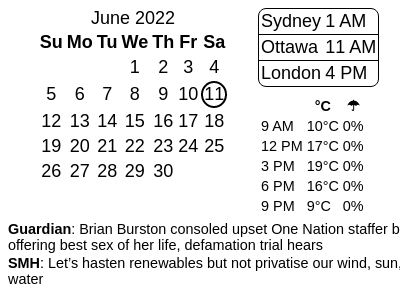 June 2022
Su Mo Tu We Th Fr Sa
1 2 3 4
5 6 7 8 9 10 11
12 13 14 15 16 17 18
19 20 21 22 23 24 25
26 27 28 29 30
Sydney 1 AM
Ottawa 11 AM
London 4 PM
°C ☂
9 AM 10°C 0%
12 PM 17°C 0%
3 PM 19°C 0%
6 PM 16°C 0%
9 PM 9°C 0%
Guardian: Brian Burston consoled upset One Nation staffer b
offering best sex of her life, defamation trial hears
SMH: Let’s hasten renewables but not privatise our wind, sun,
water